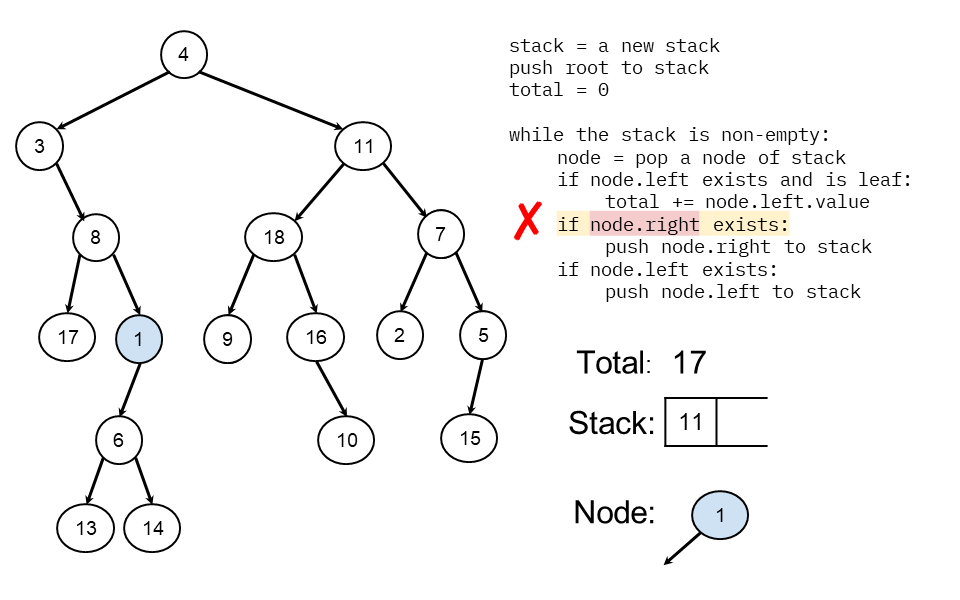 4
3
11
8
18
7
17
1
9
16
2
5
6
10
15
13
14
stack = a new stack
push root to stack
total = 0
while the stack is non-empty:
node = pop a node of stack
if node.left exists and is leaf:
total += node.left.value
if node.right exists:
push node.right to stack
if node.left exists:
push node.left to stack
Total: 17
Stack: 11
Node: 1